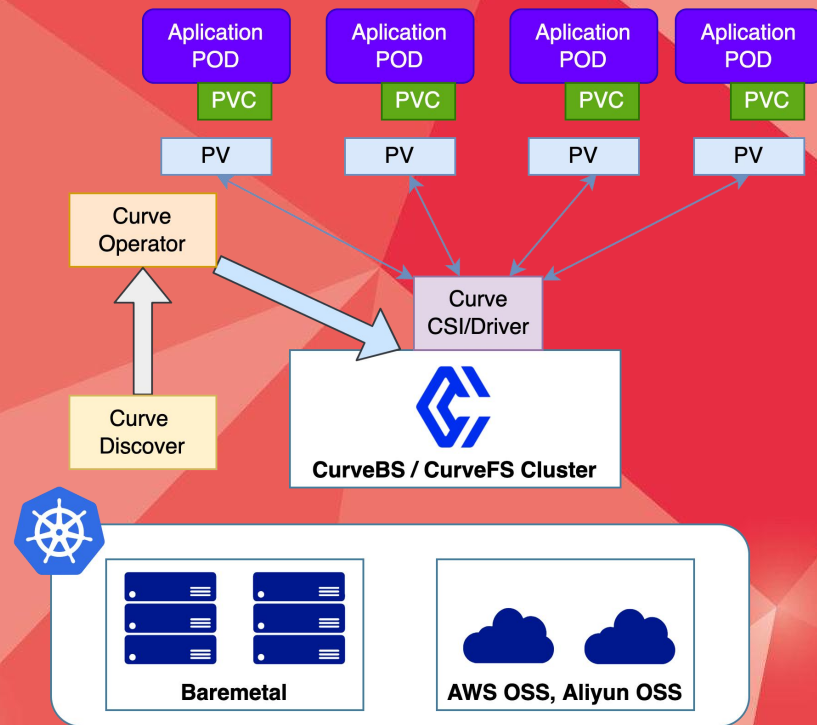 Aplication
POD
Aplication
POD
Aplication
POD
Aplication
POD
PVC
PVC
PVC
PVC
PV
PV
PV
PV
Curve
Operator
Curve
CSI/Driver
Curve
Discover
CurveBS / CurveFS Cluster
Baremetal
AWS OSS, Aliyun OSS